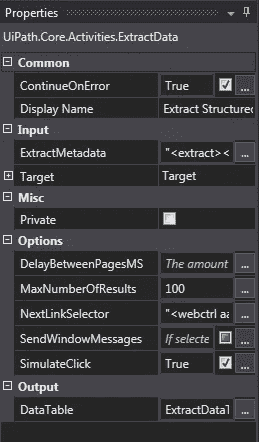 Properties
UiPath.Core.Activities.ExtractData
Common
ContinueOnError True ...
Display Name Extract Structure
Input
ExtractMetadata "<extract>< ...
Target Target
Misc
Private
Options
DelayBetweenPagesMS The amount ...
MaxNumberOfResults 100 ...
NextLinkSelector "<webctrl aa ...
SendWindowMessages If selecte ...
SimulateClick True ...
Output
DataTable ExtractDataT ...